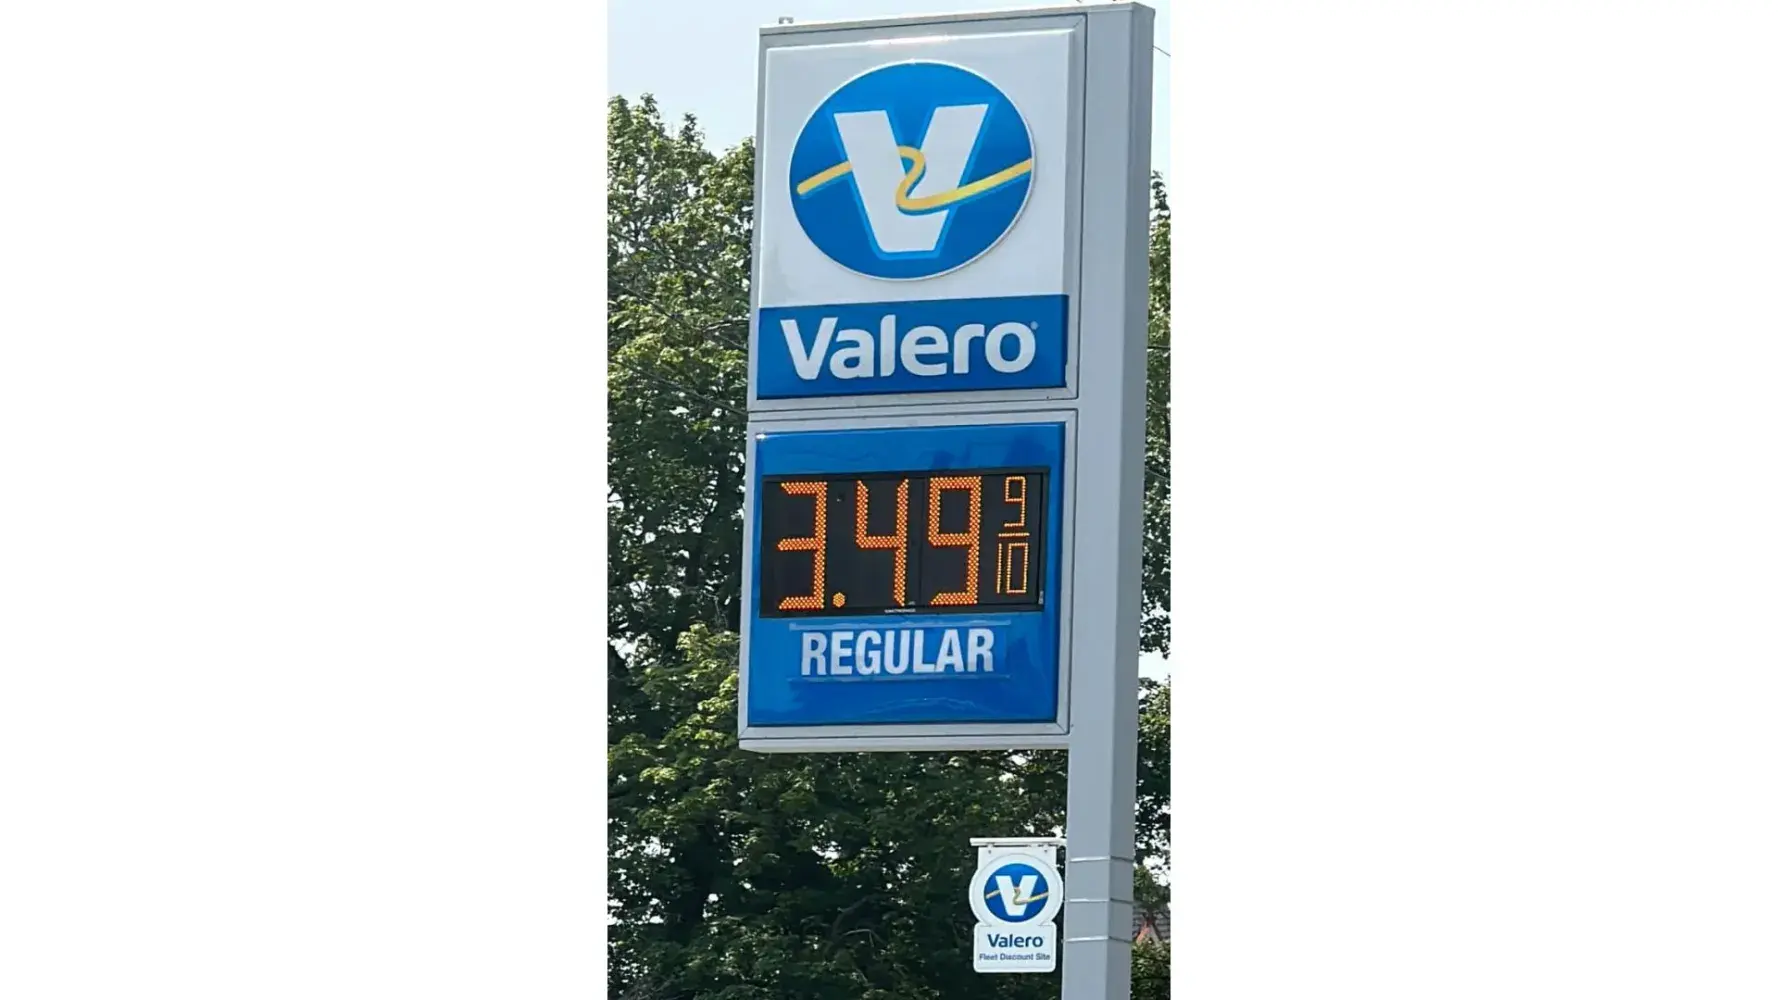 Valero
3.49 9/10
REGULAR
Valero
Fleet Discount Site